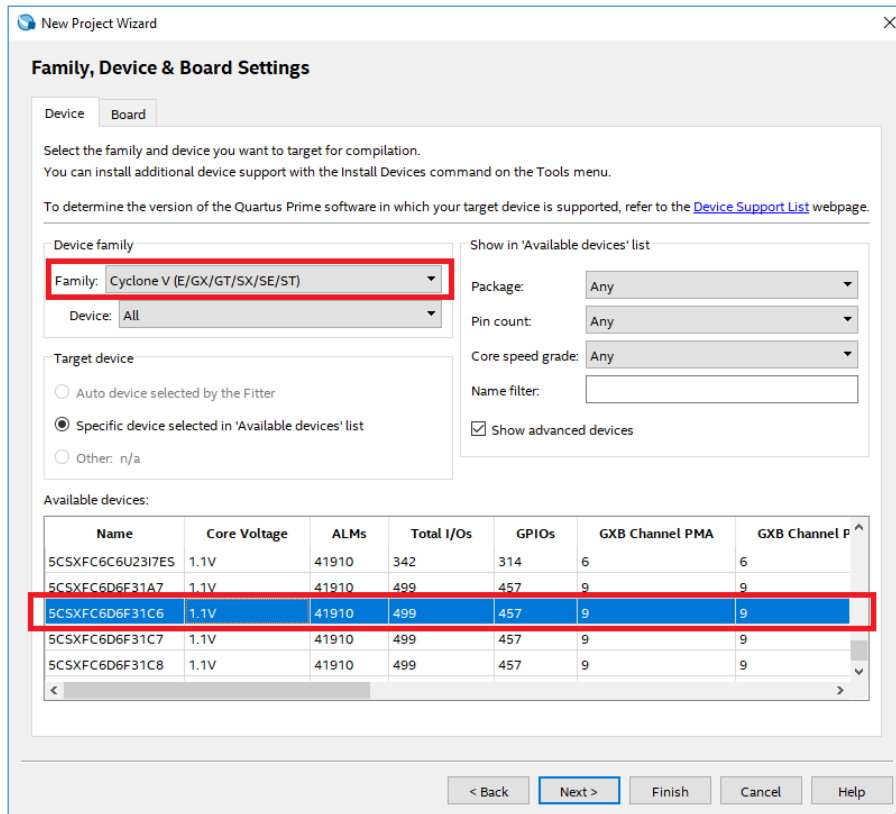 New Project Wizard
Family, Device & Board Settings
Device Board
Select the family and device you want to target for compilation.
You can install additional device support with the Install Devices command on the Tools menu.
To determine the version of the Quartus Prime software in which your target device is supported, refer to the Device Support List webpage.
Device family
Family: Cyclone V (E/GX/GT/SX/SE/ST)
Device: All
Target device
Auto device selected by the Fitter
Specific device selected in 'Available devices' list
Other: n/a
Show in 'Available devices' list
Package: Any
Pin count: Any
Core speed grade: Any
Name filter:
Show advanced devices
Available devices:
Name Core Voltage ALMs Total I/Os GPIOs GXB Channel PMA GXB Channel P
5CSXFC6C6U23I7ES 1.1V 41910 342 314 6 6
5CSXFC6D6F31A7 1.1V 41910 499 457 9 9
5CSXFC6D6F31C6 1.1V 41910 499 457 9 9
5CSXFC6D6F31C7 1.1V 41910 499 457 9 9
5CSXFC6D6F31C8 1.1V 41910 499 457 9 9
< Back Next > Finish Cancel Help